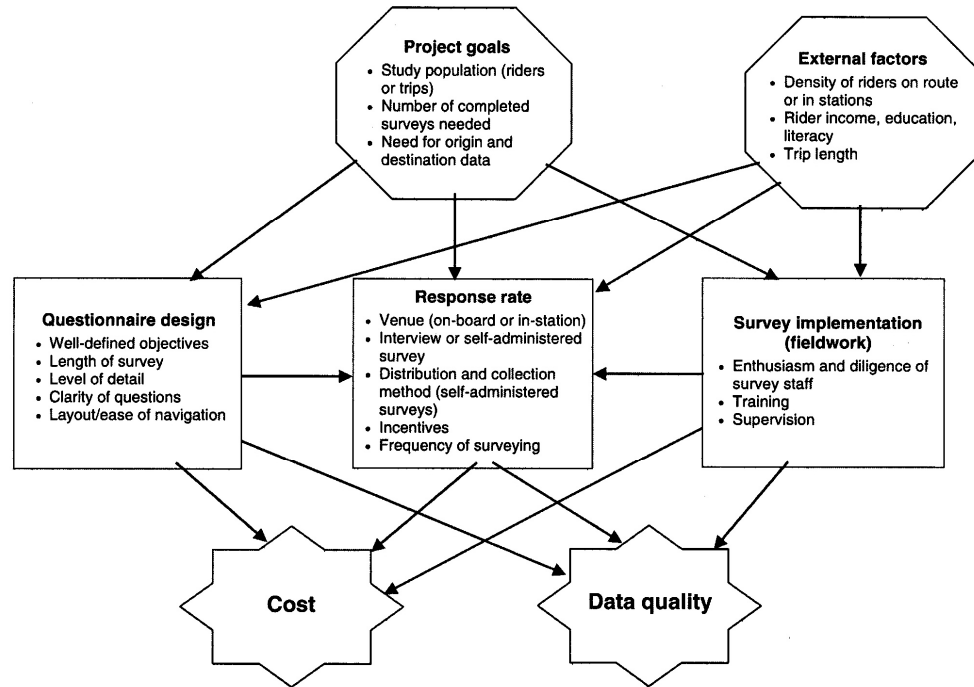 Project goals
• Study population (riders
or trips)
• Number of completed
surveys needed
• Need for origin and
destination data
External factors
• Density of riders on route
or in stations
• Rider income, education,
literacy
• Trip length
Questionnaire design
• Well-defined objectives
• Length of survey
• Level of detail
• Clarity of questions
• Layout/ease of navigation
Response rate
• Venue (on-board or in-station)
• Interview or self-administered
survey
• Distribution and collection
method (self-administered
surveys)
• Incentives
• Frequency of surveying
Survey implementation
(fieldwork)
• Enthusiasm and diligence of
survey staff
• Training
• Supervision
Cost
Data quality